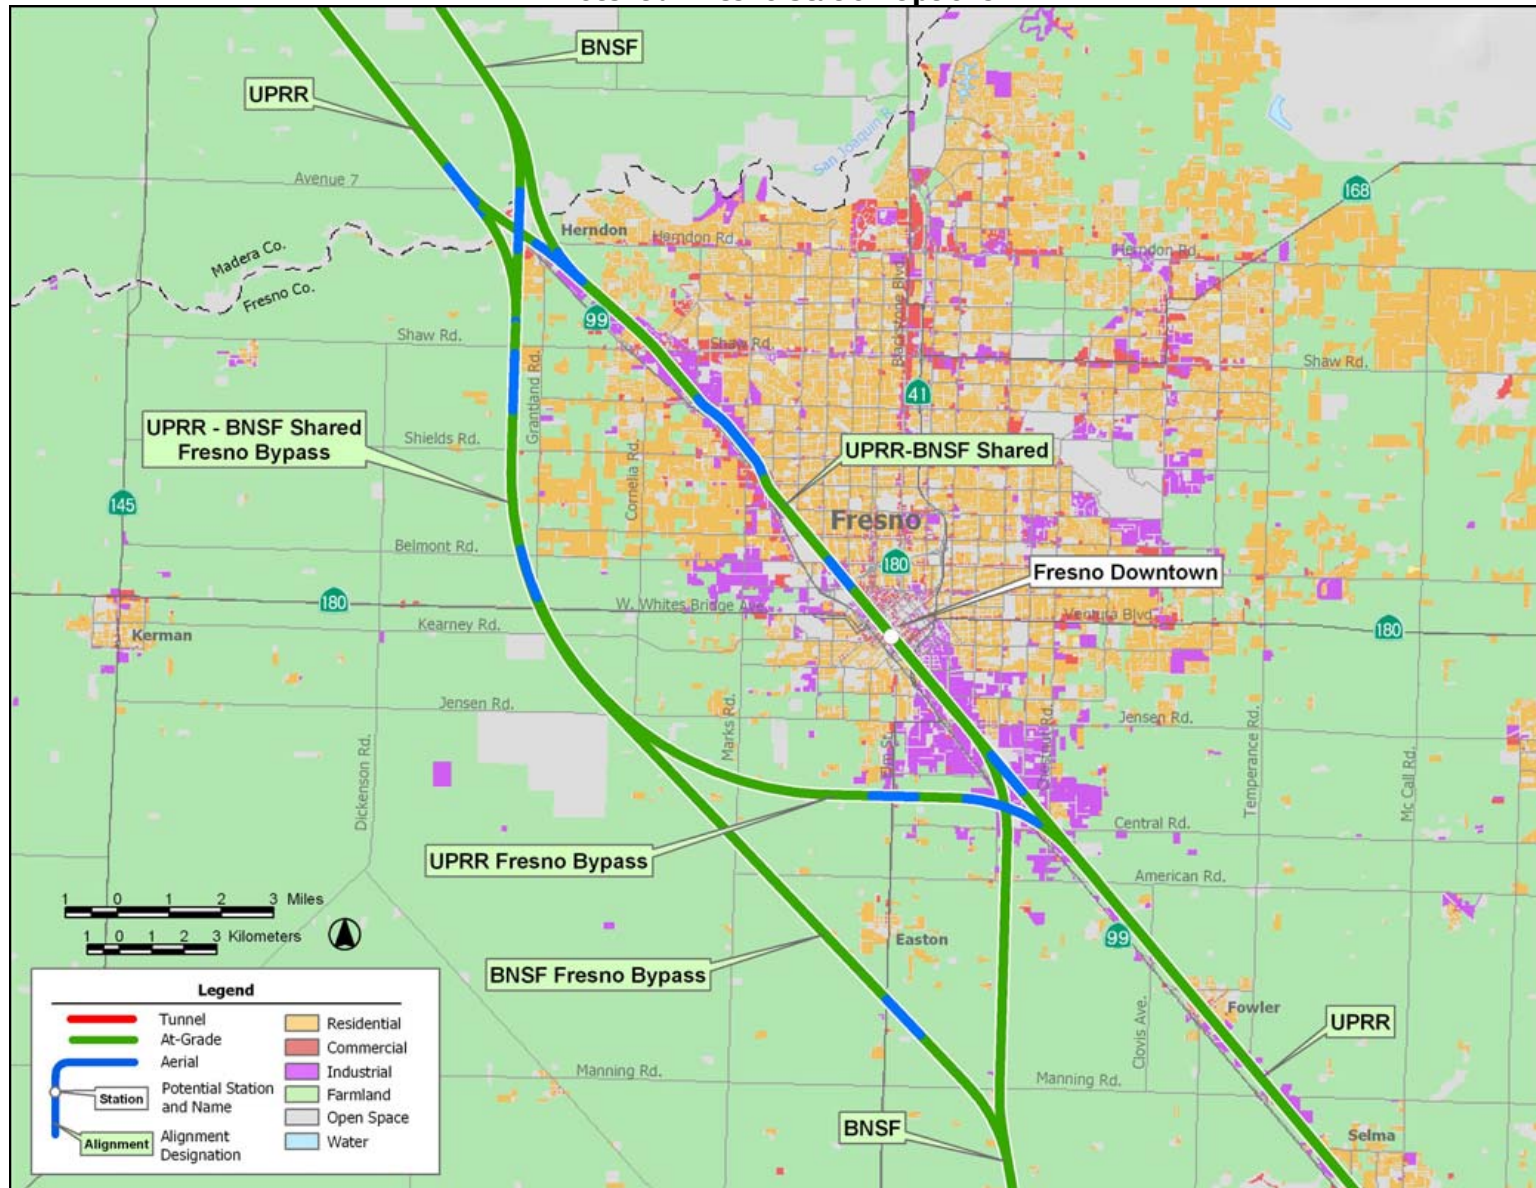 BNSF
UPRR
San Joaquin R.
Avenue 7
168
Herndon
Herndon Rd.
Herndon Rd.
Madera Co.
Fresno Co.
Blackstone Blvd.
99
Shaw Rd.
Shaw Rd.
Shaw Rd.
Grantland Rd.
41
UPRR - BNSF Shared
Fresno Bypass
Shields Rd.
Cornelia Rd.
UPRR-BNSF Shared
145
Fresno
Belmont Rd.
180
Fresno Downtown
180
W. Whites Bridge Ave.
Ventura Blvd.
Kearney Rd.
Kerman
180
Jensen Rd.
Jensen Rd.
Marks Rd.
Elm St.
Chestnut Rd.
Temperance Rd.
Mc Call Rd.
Dickenson Rd.
Central Rd.
UPRR Fresno Bypass
American Rd.
1 0 1 2 3 Miles
1 0 1 2 3 Kilometers
Easton
99
BNSF Fresno Bypass
Fowler
Clovis Ave.
UPRR
Manning Rd.
Manning Rd.
BNSF
Selma
Legend
Tunnel
At-Grade
Aerial
Station
Potential Station
and Name
Alignment
Alignment
Designation
Residential
Commercial
Industrial
Farmland
Open Space
Water